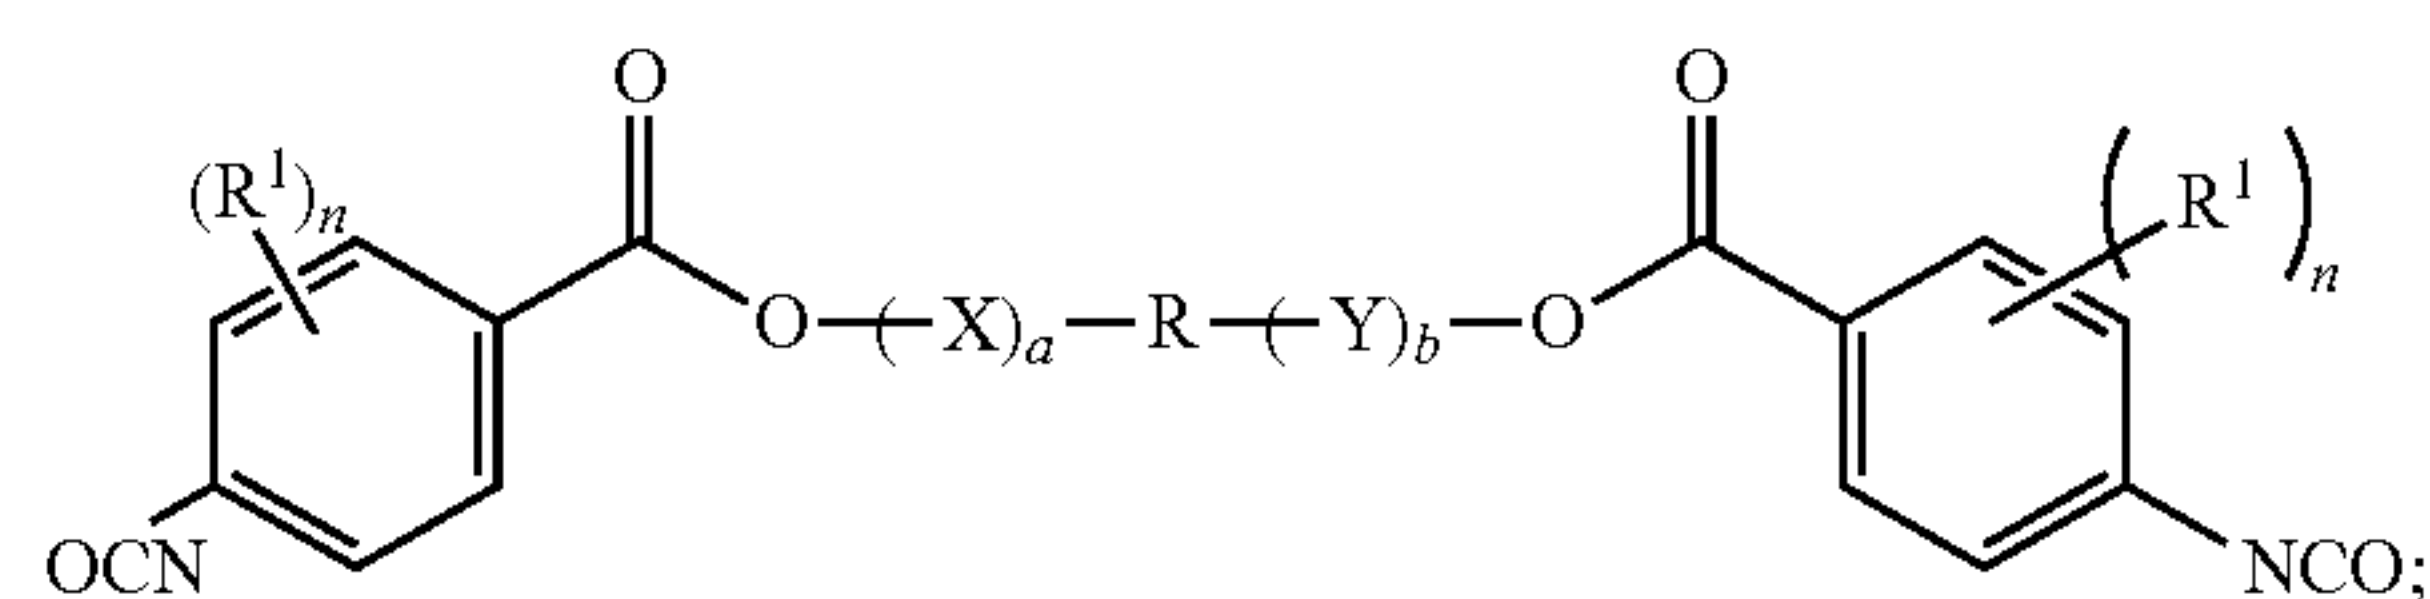 O O
(R¹)ₙ (R¹)ₙ
O—(X)ₐ—R—(Y)b—O
OCN NCO;